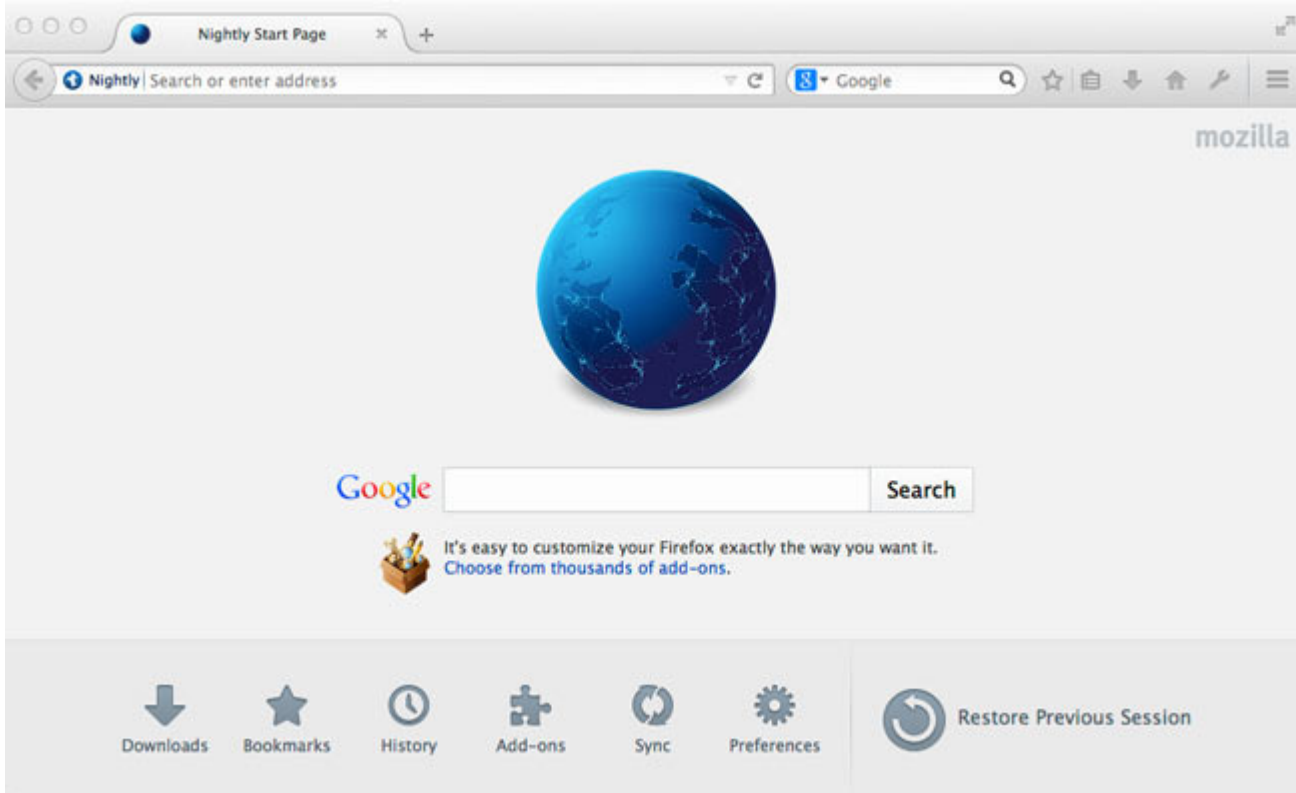 Nightly Start Page
Nightly Search or enter address
8 Google
mozilla
Google Search
It's easy to customize your Firefox exactly the way you want it.
Choose from thousands of add-ons.
Downloads Bookmarks History Add-ons Sync Preferences Restore Previous Session